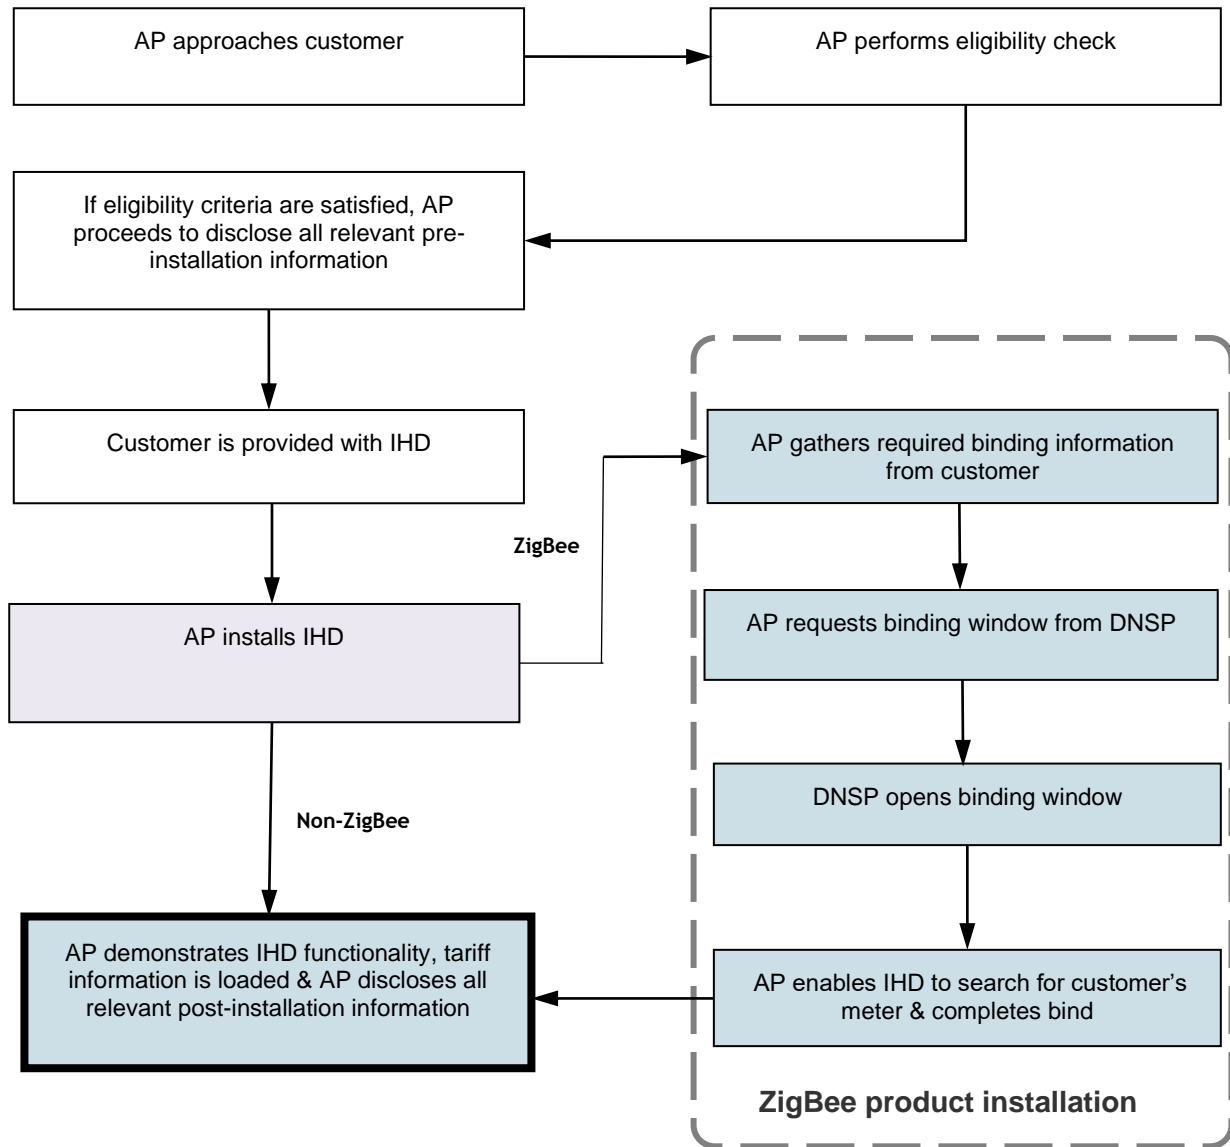 AP approaches customer
AP performs eligibility check
If eligibility criteria are satisfied, AP
proceeds to disclose all relevant pre-
installation information
Customer is provided with IHD
AP gathers required binding information
from customer
ZigBee
AP installs IHD
AP requests binding window from DNSP
DNSP opens binding window
Non-ZigBee
AP demonstrates IHD functionality, tariff
information is loaded & AP discloses all
relevant post-installation information
AP enables IHD to search for customer’s
meter & completes bind
ZigBee product installation